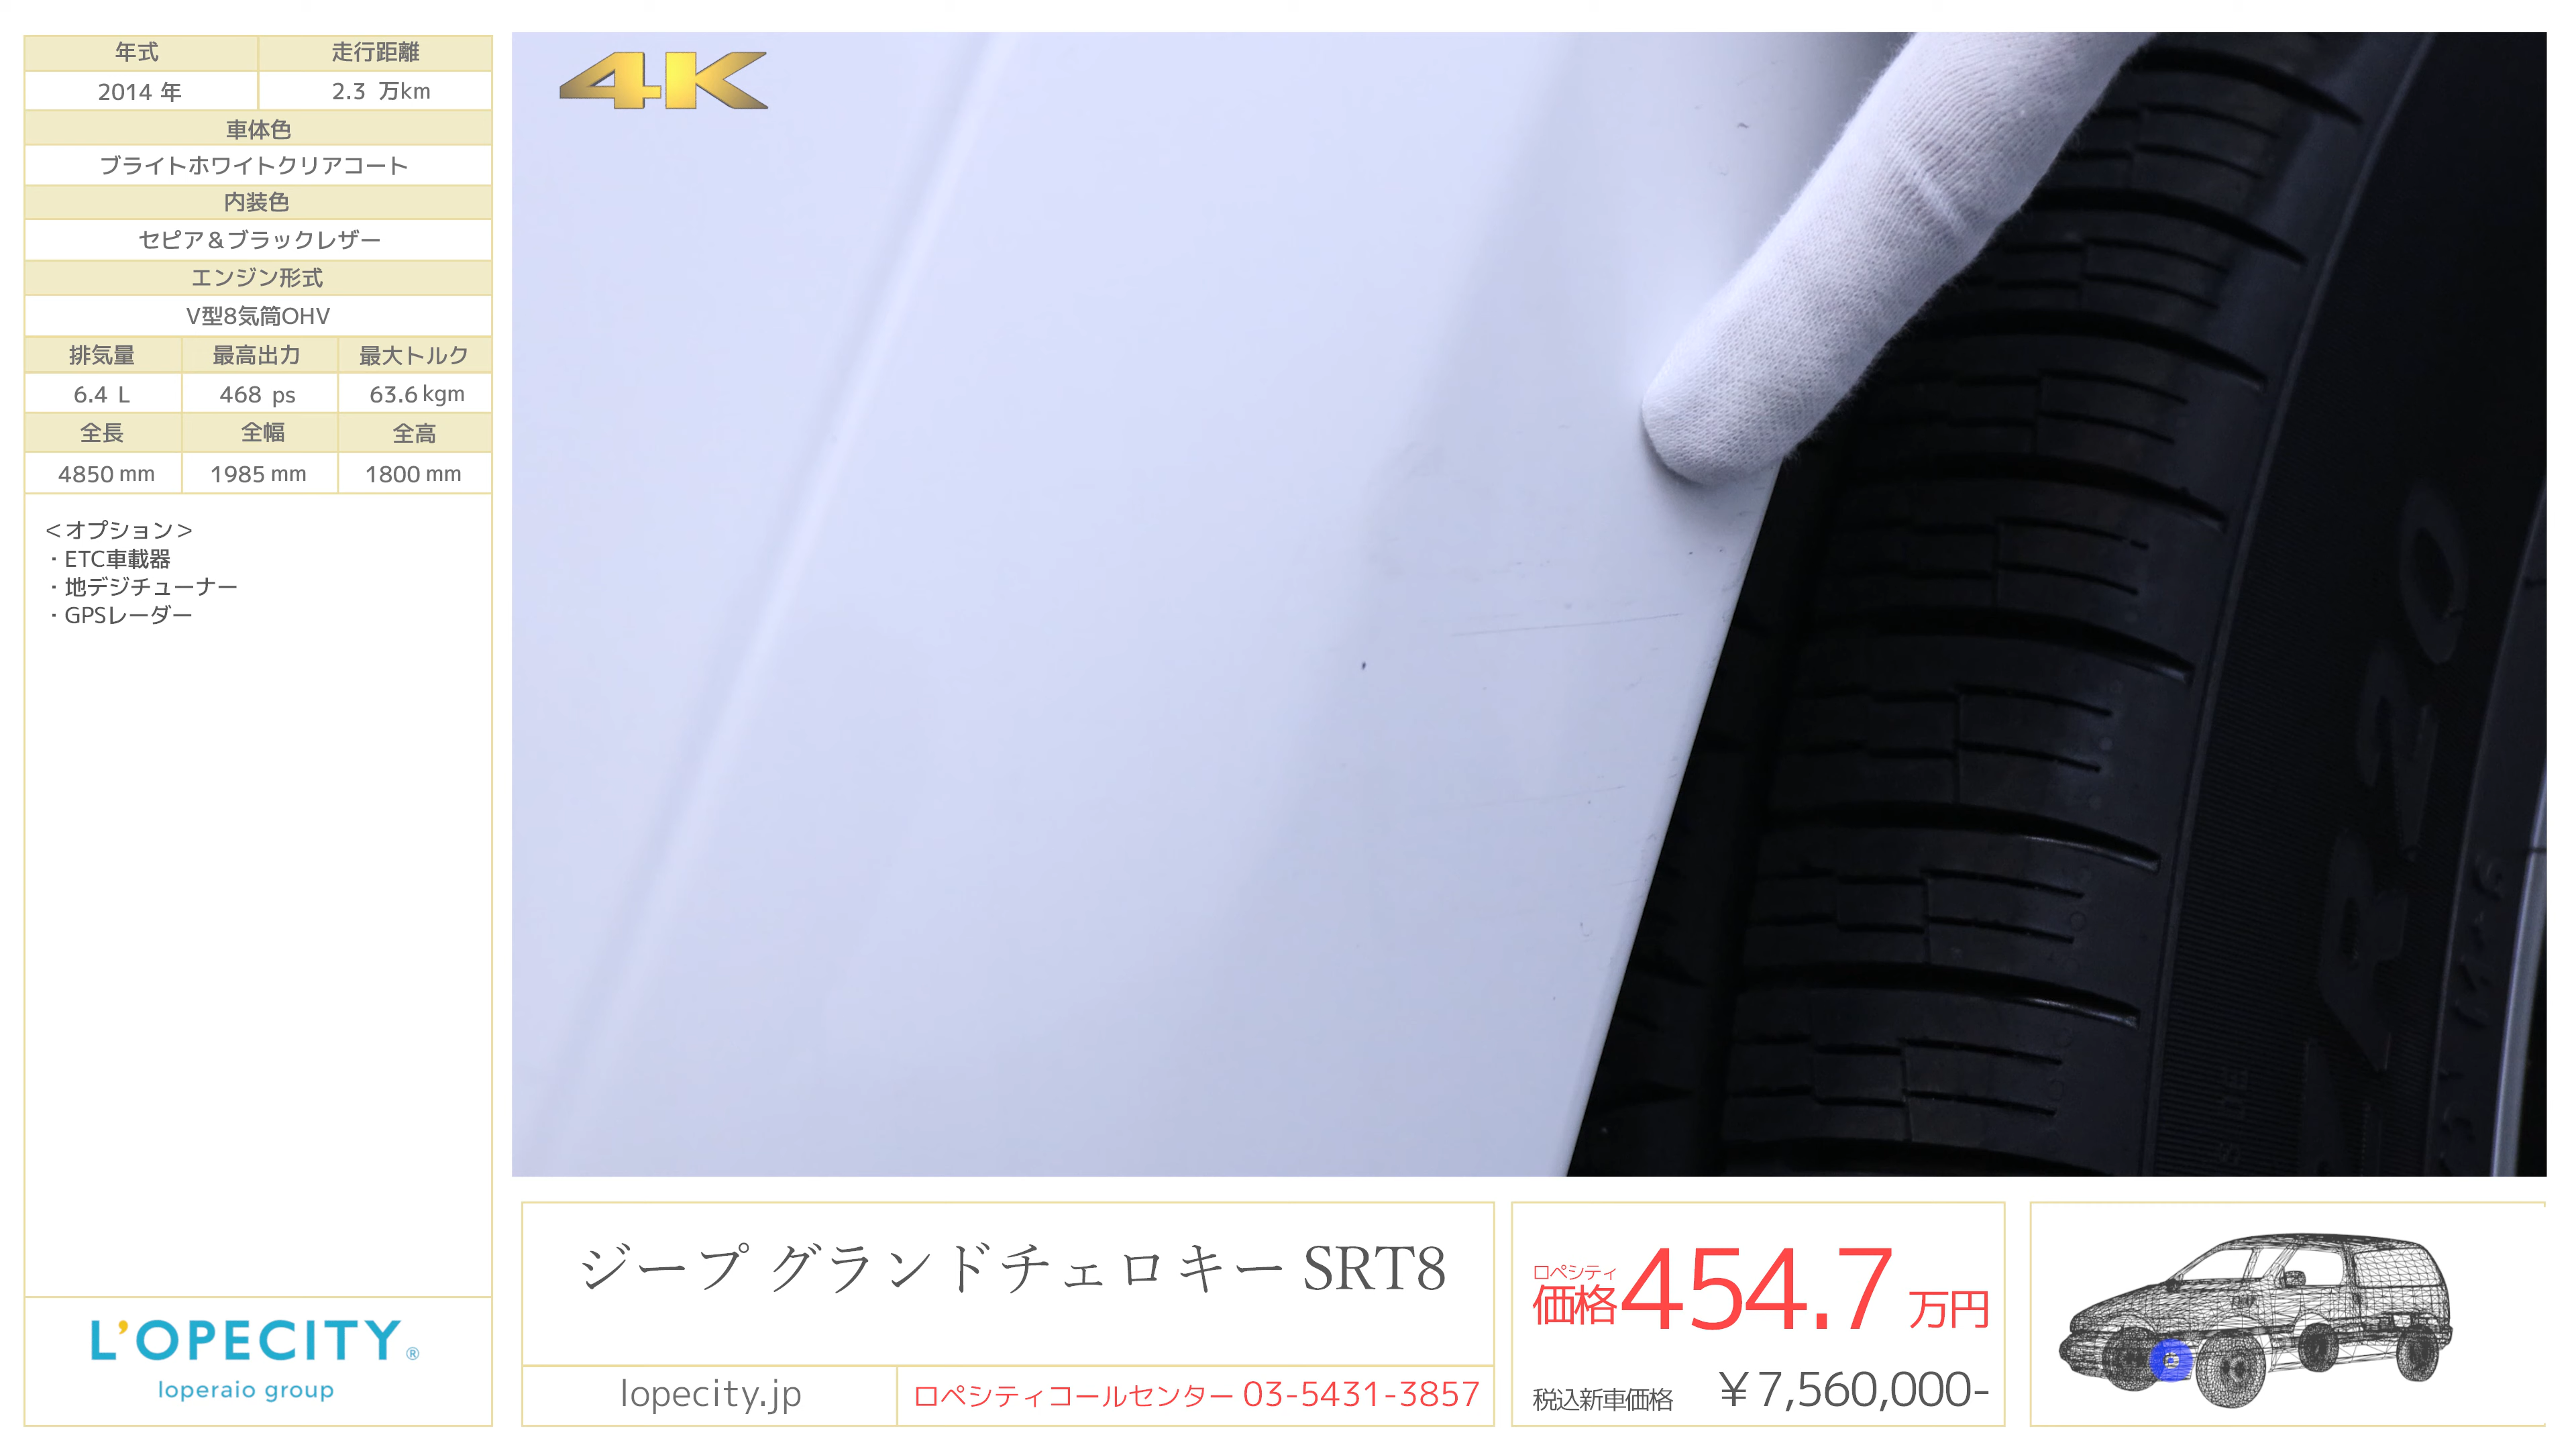 年式 走行距離
2014 年 2.3 万km
車体色
ブライトホワイトクリアコート
内装色
セピア＆ブラックレザー
エンジン形式
V型8気筒OHV
排気量 最高出力 最大トルク
6.4 L 468 ps 63.6 kgm
全長 全幅 全高
4850 mm 1985 mm 1800 mm
＜オプション＞
・ETC車載器
・地デジチューナー
・GPSレーダー
L'OPECITY®
loperaio group
4K
R20
ジープ グランドチェロキー SRT8
lopecity.jp
ロペシティコールセンター 03-5431-3857
ロペシティ
価格 454.7 万円
税込新車価格 ￥7,560,000-